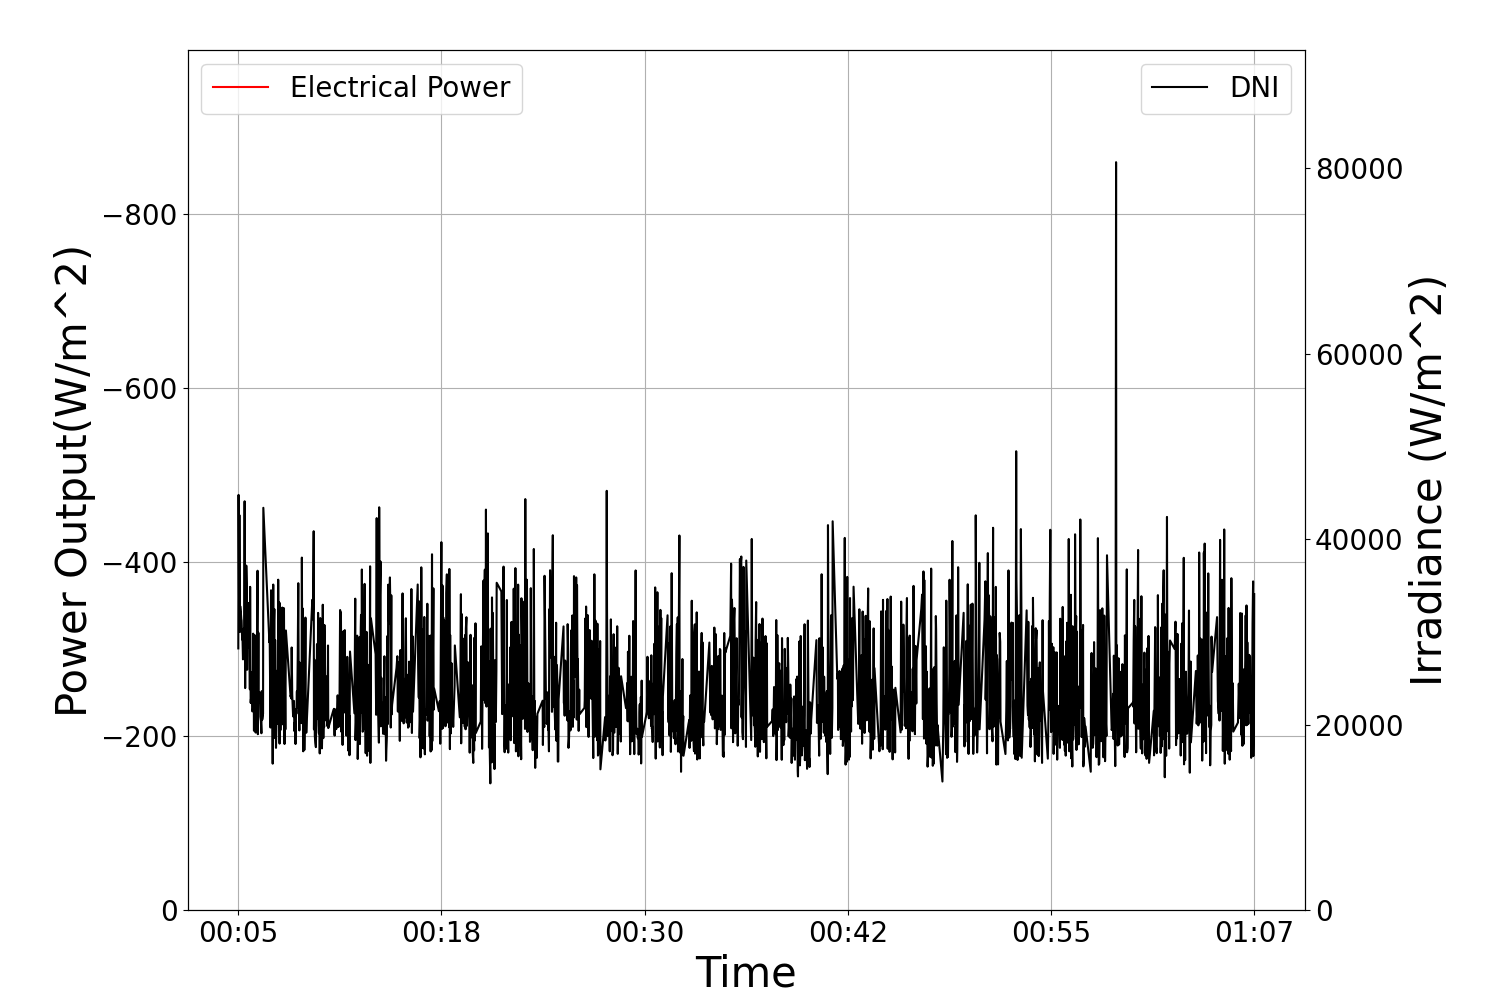 Electrical Power
DNI
Power Output(W/m^2)
−800
−600
−400
−200
0
80000
60000
40000
20000
0
Irradiance (W/m^2)
00:05 00:18 00:30 00:42 00:55 01:07
Time